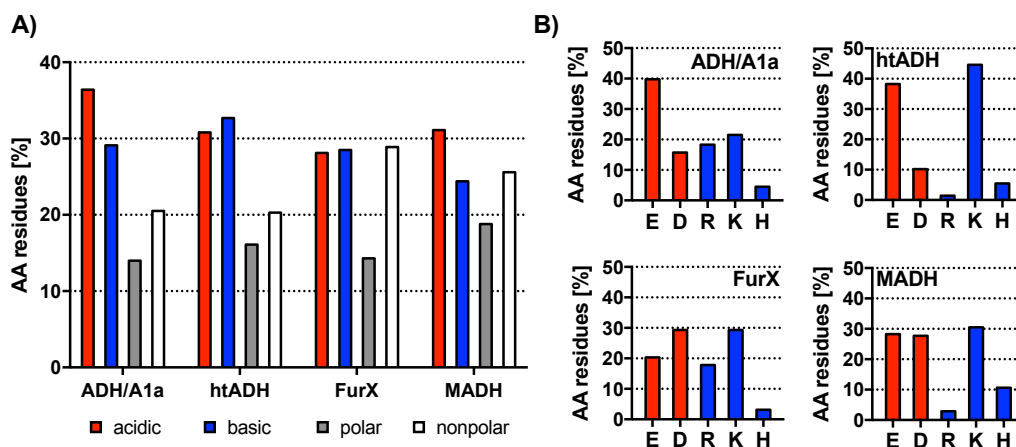 A)
AA residues [%]
40
30
20
10
0
ADH/A1a htADH FurX MADH
acidic basic polar nonpolar
B)
ADH/A1a
AA residues [%]
50
40
30
20
10
0
E D R K H
htADH
AA residues [%]
50
40
30
20
10
0
E D R K H
FurX
AA residues [%]
50
40
30
20
10
0
E D R K H
MADH
AA residues [%]
50
40
30
20
10
0
E D R K H